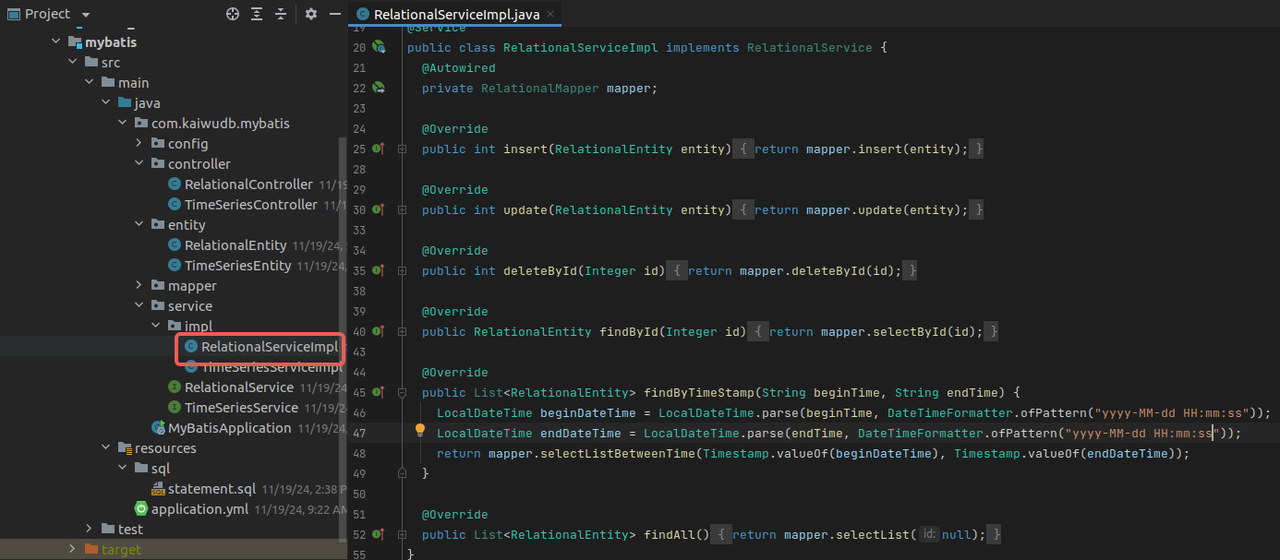 Project
mybatis
src
main
java
com.kaiwudb.mybatis
config
controller
RelationalController 11/19
TimeSeriesController 11/1
entity
RelationalEntity 11/19/24,
TimeSeriesEntity 11/19/24,
mapper
service
impl
RelationalServiceImpl
TimeSeriesServiceImpl
RelationalService 11/19/24
TimeSeriesService 11/19/24
MyBatisApplication 11/19/24,
resources
sql
statement.sql 11/19/24, 2:38 P
application.yml 11/19/24, 9:22 AM
test
target
RelationalServiceImpl.java
19 @Service
20 public class RelationalServiceImpl implements RelationalService {
21 @Autowired
22 private RelationalMapper mapper;
23
24 @Override
25 public int insert(RelationalEntity entity) { return mapper.insert(entity); }
28
29 @Override
30 public int update(RelationalEntity entity) { return mapper.update(entity); }
33
34 @Override
35 public int deleteById(Integer id) { return mapper.deleteById(id); }
38
39 @Override
40 public RelationalEntity findById(Integer id) { return mapper.selectById(id); }
43
44 @Override
45 public List<RelationalEntity> findByTimeStamp(String beginTime, String endTime) {
46 LocalDateTime beginDateTime = LocalDateTime.parse(beginTime, DateTimeFormatter.ofPattern("yyyy-MM-dd HH:mm:ss"));
47 LocalDateTime endDateTime = LocalDateTime.parse(endTime, DateTimeFormatter.ofPattern("yyyy-MM-dd HH:mm:ss"));
48 return mapper.selectListBetweenTime(Timestamp.valueOf(beginDateTime), Timestamp.valueOf(endDateTime));
49 }
50
51 @Override
52 public List<RelationalEntity> findAll() { return mapper.selectList( id: null); }
55 }